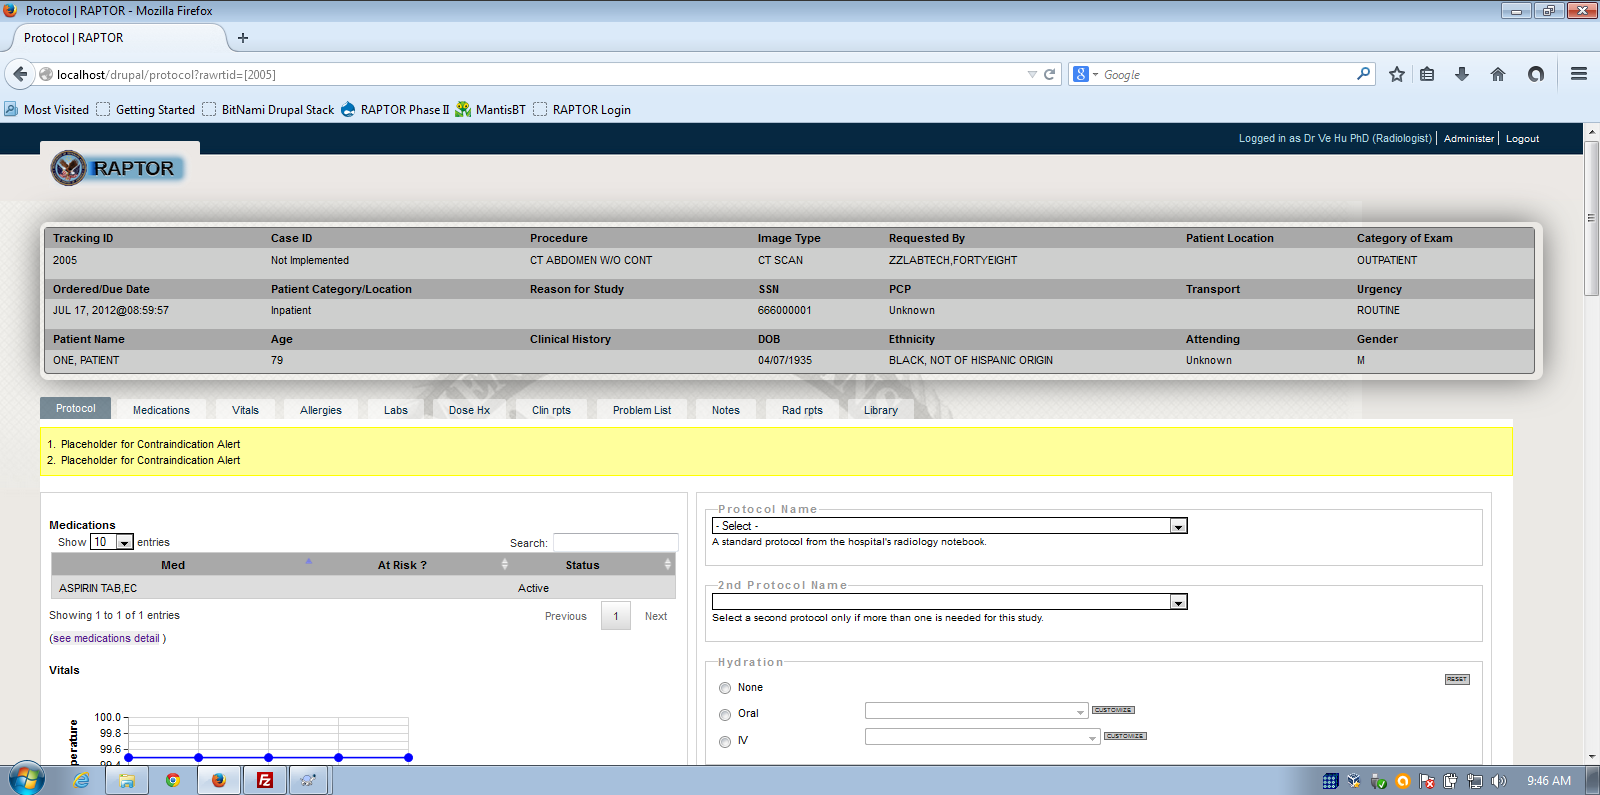 Protocol | RAPTOR - Mozilla Firefox
Protocol | RAPTOR
localhost/drupal/protocol?rawrtid=[2005]
Google
Most Visited Getting Started BitNami Drupal Stack RAPTOR Phase II MantisBT RAPTOR Login
Logged in as Dr Ve Hu PhD (Radiologist) Administer Logout
RAPTOR
Tracking ID Case ID Procedure Image Type Requested By Patient Location Category of Exam
2005 Not Implemented CT ABDOMEN W/O CONT CT SCAN ZZLABTECH,FORTYEIGHT OUTPATIENT
Ordered/Due Date Patient Category/Location Reason for Study SSN PCP Transport Urgency
JUL 17, 2012@08:59:57 Inpatient 666000001 Unknown ROUTINE
Patient Name Age Clinical History DOB Ethnicity Attending Gender
ONE, PATIENT 79 04/07/1935 BLACK, NOT OF HISPANIC ORIGIN Unknown M
Protocol Medications Vitals Allergies Labs Dose Hx Clin rpts Problem List Notes Rad rpts Library
1. Placeholder for Contraindication Alert
2. Placeholder for Contraindication Alert
Medications
Show 10 entries
Search:
Med At Risk ? Status
ASPIRIN TAB,EC Active
Showing 1 to 1 of 1 entries
Previous 1 Next
(see medications detail )
Vitals
100.0
99.8
99.6
99.4
Protocol Name
- Select -
A standard protocol from the hospital's radiology notebook.
2nd Protocol Name
Select a second protocol only if more than one is needed for this study.
Hydration
RESET
None
Oral CUSTOMIZE
IV CUSTOMIZE
9:46 AM